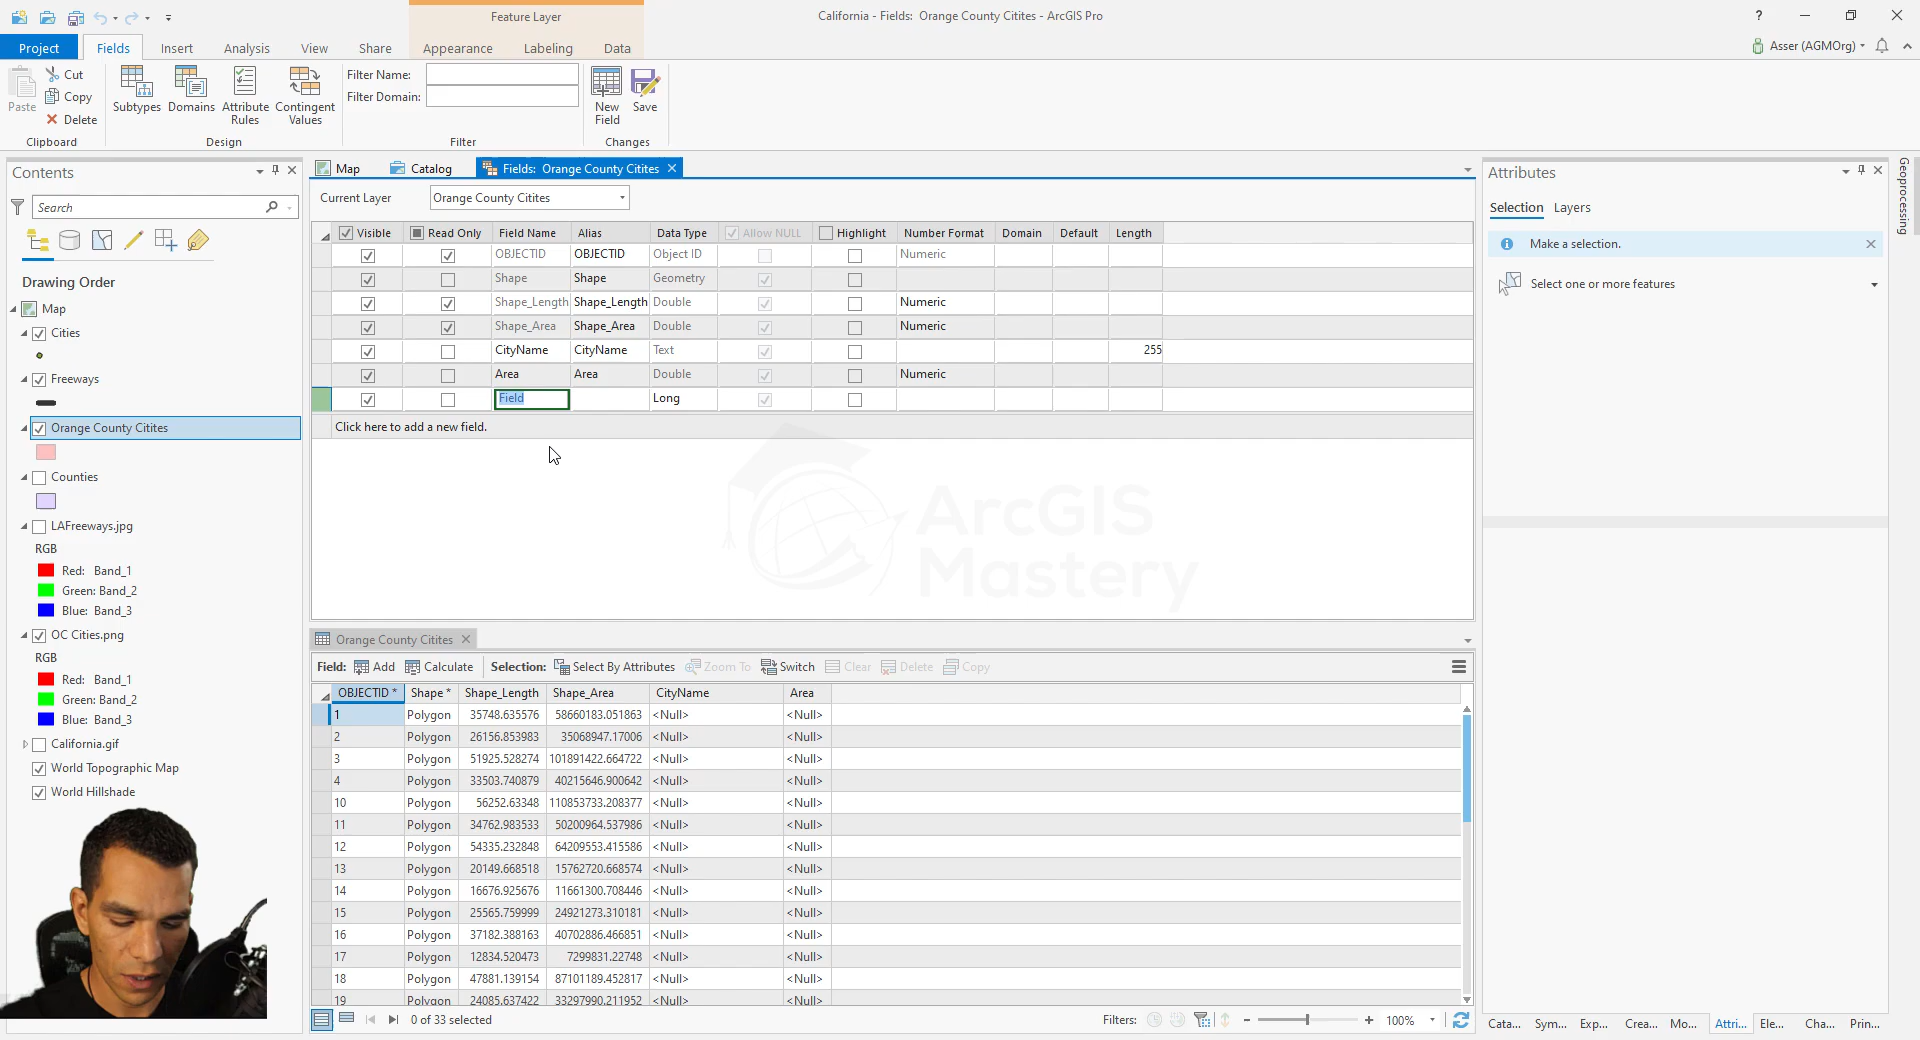 Feature Layer
California - Fields: Orange County Citites - ArcGIS Pro
?
Project Fields Insert Analysis View Share Appearance Labeling Data
Asser (AGMOrg)
Paste
Cut
Copy
Delete
Clipboard
Subtypes Domains Attribute Rules Contingent Values
Design
Filter Name:
Filter Domain:
Filter
New Field Save
Changes
Contents
Search
Drawing Order
Map
Cities
Freeways
Orange County Citites
Counties
LAFreeways.jpg
RGB
Red: Band_1
Green: Band_2
Blue: Band_3
OC Cities.png
RGB
Red: Band_1
Green: Band_2
Blue: Band_3
California.gif
World Topographic Map
World Hillshade
Map Catalog Fields: Orange County Citites
Current Layer Orange County Citites
Visible Read Only Field Name Alias Data Type Allow NULL Highlight Number Format Domain Default Length
OBJECTID OBJECTID Object ID Numeric
Shape Shape Geometry
Shape_Length Shape_Length Double Numeric
Shape_Area Shape_Area Double Numeric
CityName CityName Text 255
Area Area Double Numeric
Field Long
Click here to add a new field.
ArcGIS
Mastery
Orange County Citites
Field: Add Calculate Selection: Select By Attributes Zoom To Switch Clear Delete Copy
OBJECTID * Shape * Shape_Length Shape_Area CityName Area
1 Polygon 35748.635576 58660183.051863 <Null> <Null>
2 Polygon 26156.853983 35068947.17006 <Null> <Null>
3 Polygon 51925.528274 101891422.664722 <Null> <Null>
4 Polygon 33503.740879 40215646.900642 <Null> <Null>
10 Polygon 56252.63348 110853733.208377 <Null> <Null>
11 Polygon 34762.983533 50200964.537986 <Null> <Null>
12 Polygon 54335.232848 64209553.415586 <Null> <Null>
13 Polygon 20149.668518 15762720.668574 <Null> <Null>
14 Polygon 16676.925676 11661300.708446 <Null> <Null>
15 Polygon 25565.759999 24921273.310181 <Null> <Null>
16 Polygon 37182.388163 40702886.466851 <Null> <Null>
17 Polygon 12834.520473 7299831.22748 <Null> <Null>
18 Polygon 47881.139154 87101189.452817 <Null> <Null>
19 Polygon 24085.637422 33297990.211952 <Null> <Null>
0 of 33 selected
Filters:
100%
Attributes
Selection Layers
Make a selection.
Select one or more features
Geoprocessing
Cata... Sym... Exp... Crea... Mo... Attri... Ele... Cha... Prin...